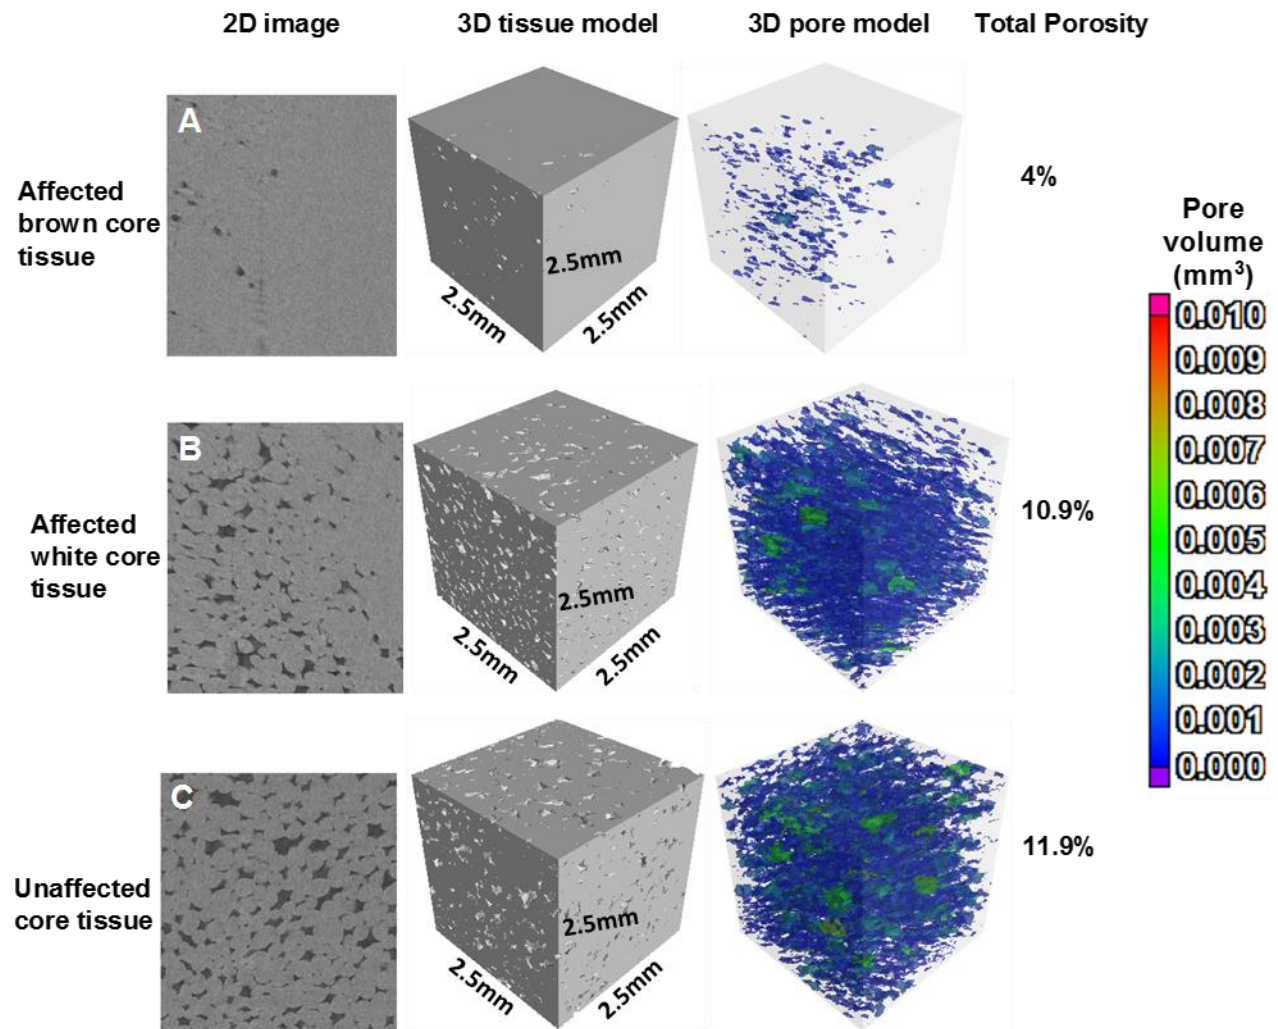 2D image 3D tissue model 3D pore model Total Porosity
A
Affected
brown core
tissue
2.5mm
2.5mm
2.5mm
4%
B
Affected
white core
tissue
2.5mm
2.5mm
2.5mm
10.9%
C
Unaffected
core tissue
2.5mm
2.5mm
2.5mm
11.9%
Pore
volume
(mm³)
0.010
0.009
0.008
0.007
0.006
0.005
0.004
0.003
0.002
0.001
0.000